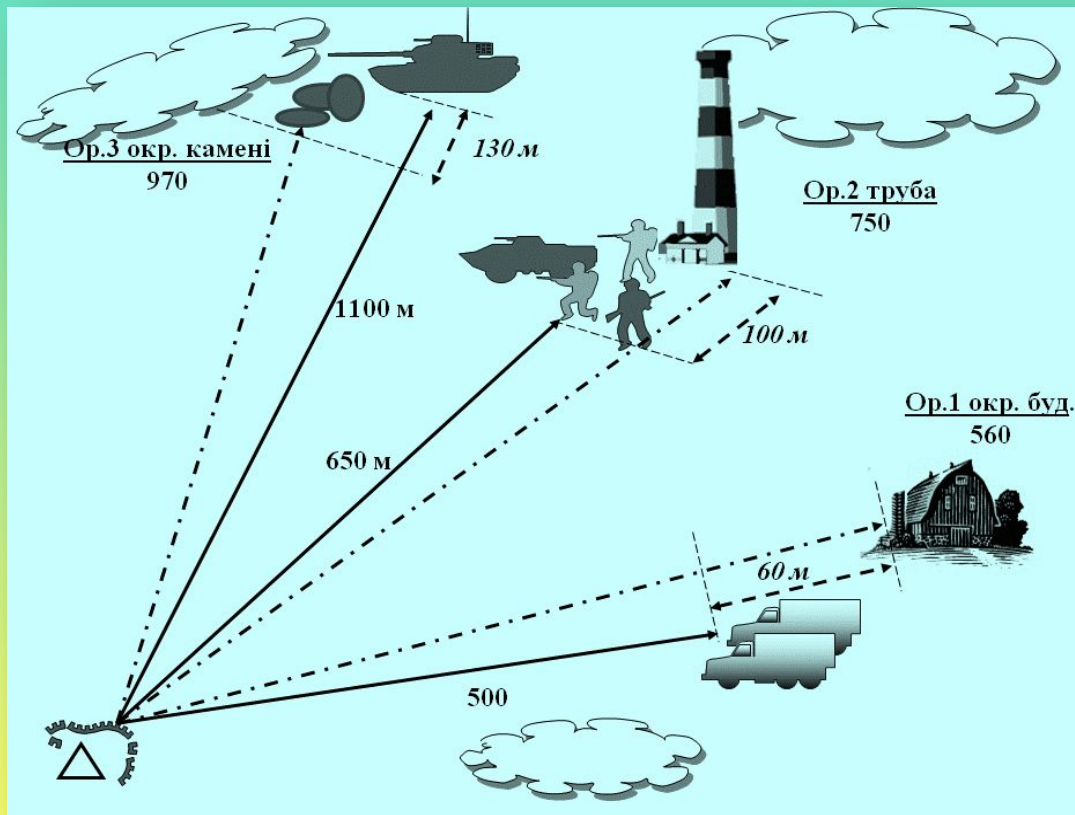 Ор.3 окр. камені
970
130 м
Ор.2 труба
750
1100 м
100 м
Ор.1 окр. буд.
560
650 м
60 м
500